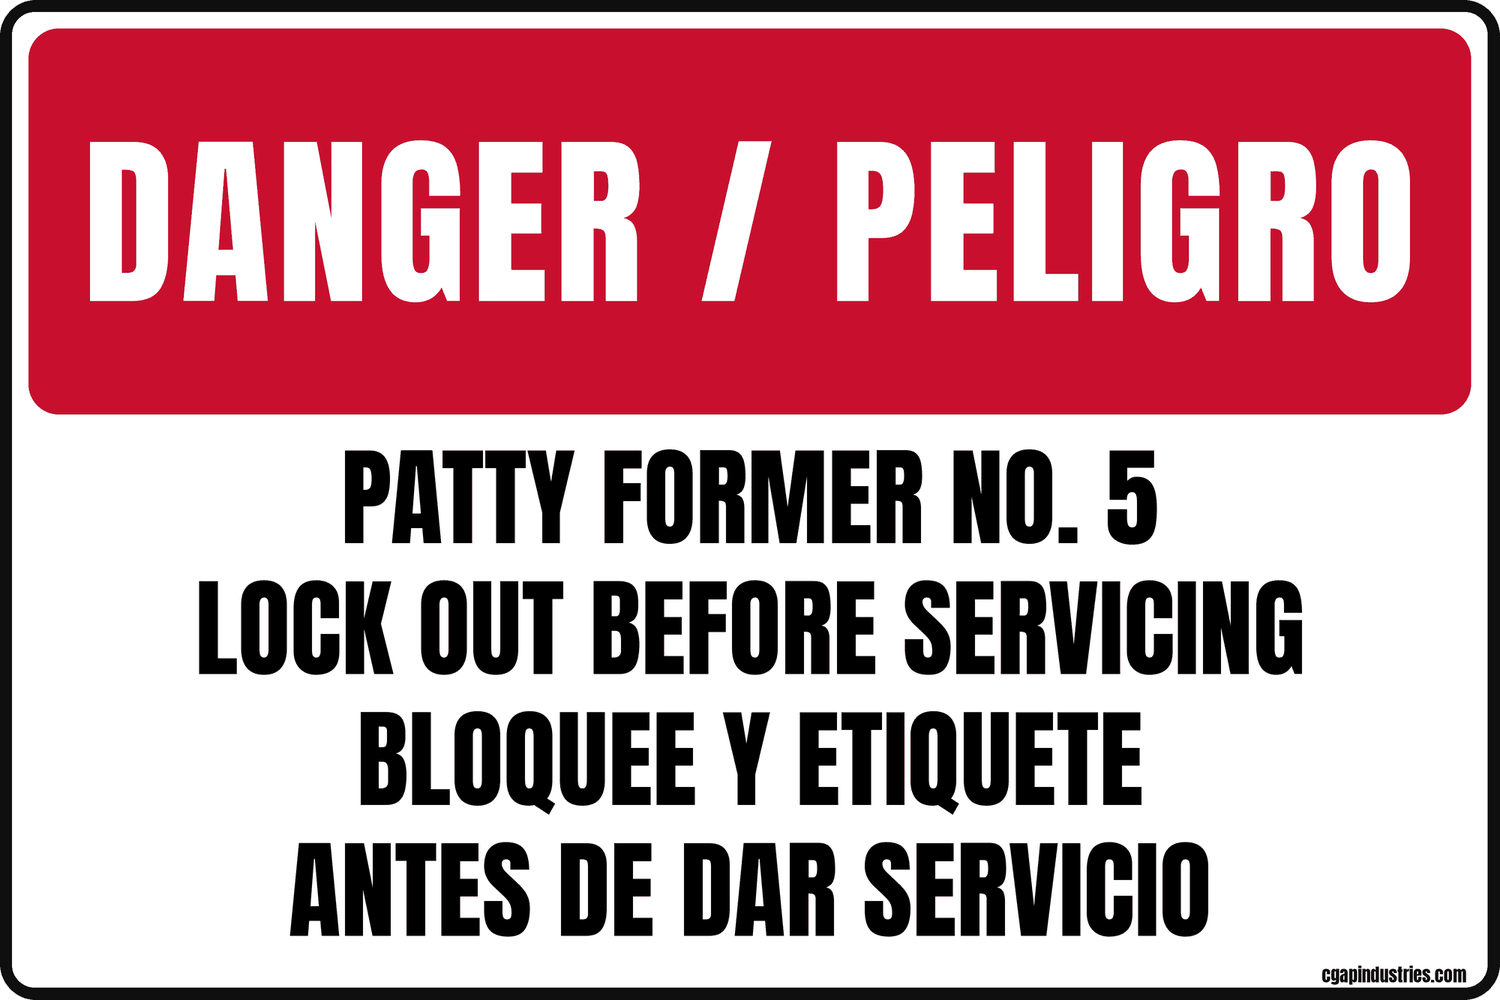 DANGER / PELIGRO
PATTY FORMER NO. 5
LOCK OUT BEFORE SERVICING
BLOQUEE Y ETIQUETE
ANTES DE DAR SERVICIO
cgapindustries.com